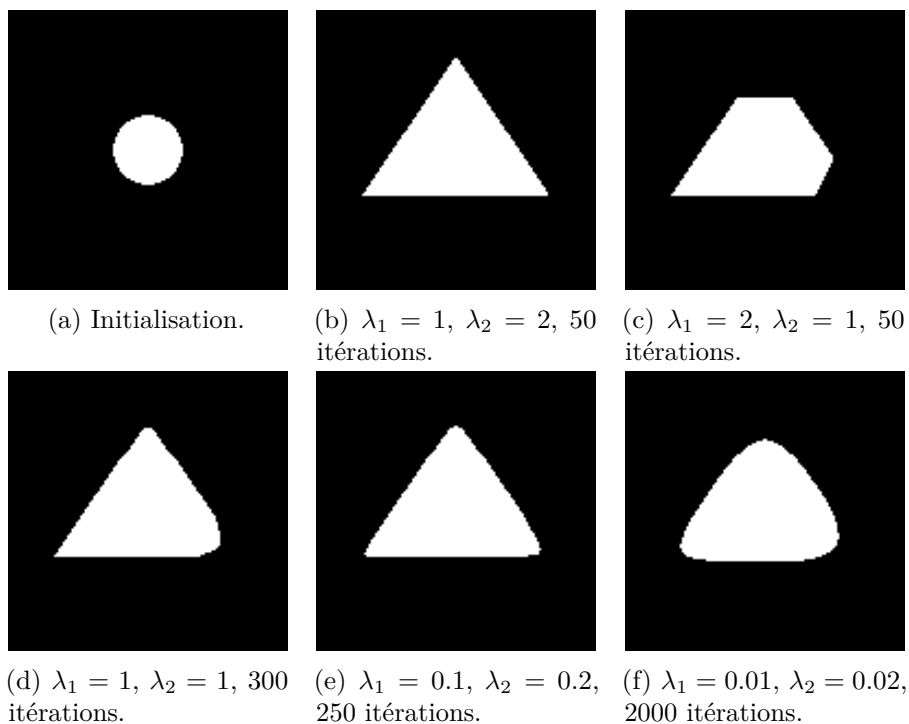 (a) Initialisation.
(b) λ₁ = 1, λ₂ = 2, 50
itérations.
(c) λ₁ = 2, λ₂ = 1, 50
itérations.
(d) λ₁ = 1, λ₂ = 1, 300
itérations.
(e) λ₁ = 0.1, λ₂ = 0.2,
250 itérations.
(f) λ₁ = 0.01, λ₂ = 0.02,
2000 itérations.